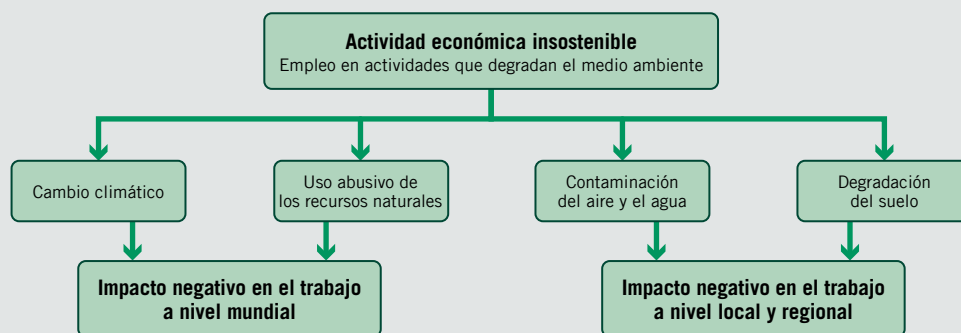 Actividad económica insostenible
Empleo en actividades que degradan el medio ambiente
Cambio climático
Uso abusivo de
los recursos naturales
Contaminación
del aire y el agua
Degradación
del suelo
Impacto negativo en el trabajo
a nivel mundial
Impacto negativo en el trabajo
a nivel local y regional